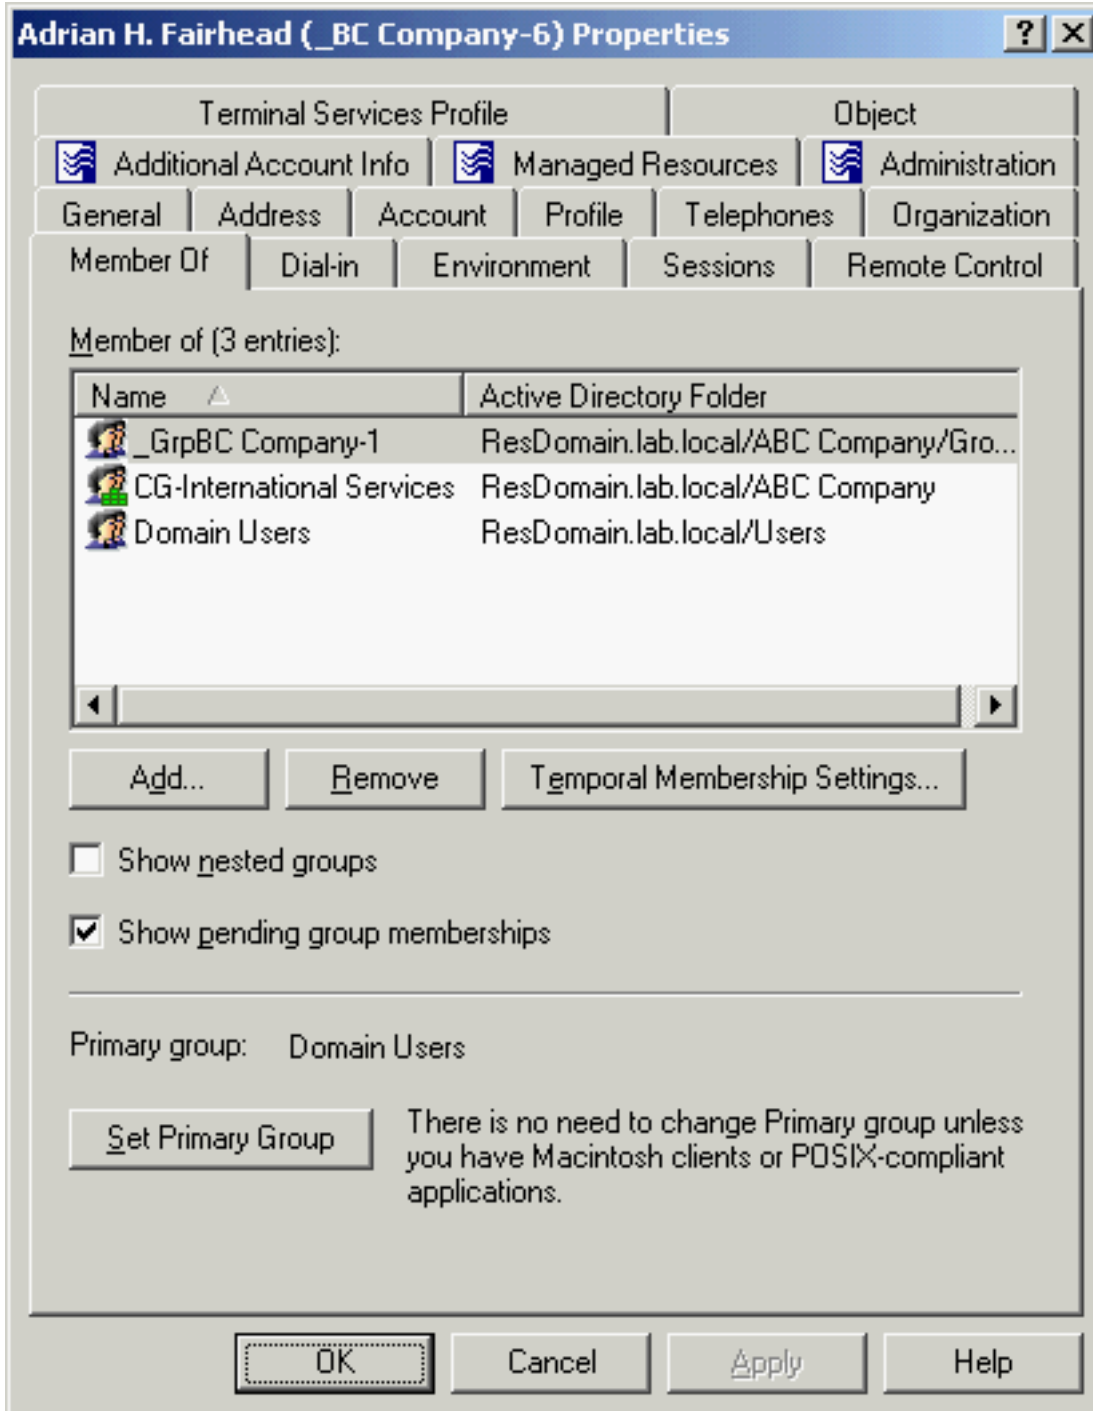 Adrian H. Fairhead (_BC Company-6) Properties
Terminal Services Profile Object
Additional Account Info Managed Resources Administration
General Address Account Profile Telephones Organization
Member Of Dial-in Environment Sessions Remote Control
Member of (3 entries):
Name Active Directory Folder
_GrpBC Company-1 ResDomain.lab.local/ABC Company/Gro...
CG-International Services ResDomain.lab.local/ABC Company
Domain Users ResDomain.lab.local/Users
Add... Remove Temporal Membership Settings...
Show nested groups
Show pending group memberships
Primary group: Domain Users
Set Primary Group
There is no need to change Primary group unless
you have Macintosh clients or POSIX-compliant
applications.
OK Cancel Apply Help